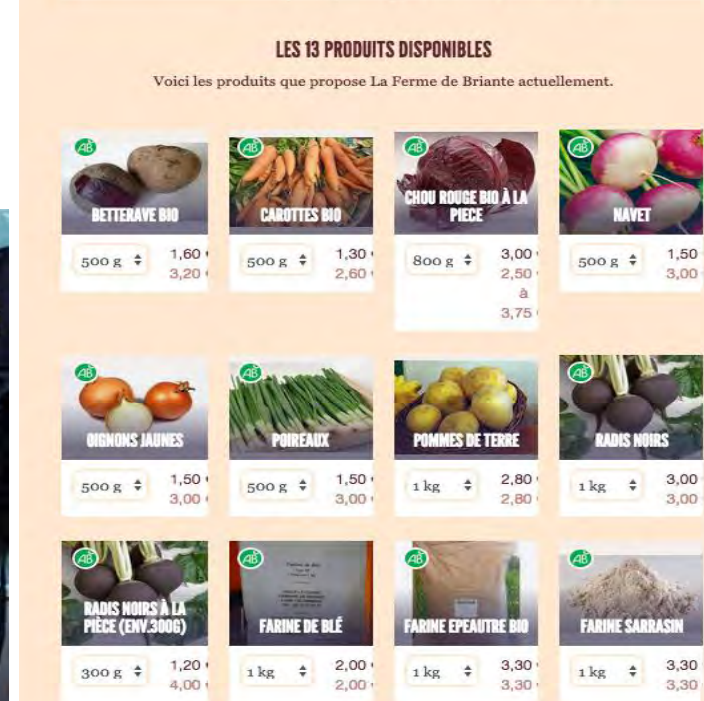 LES 13 PRODUITS DISPONIBLES
Voici les produits que propose La Ferme de Briante actuellement.
AB
BETTERAVE BIO
500 g
1,60
3,20
AB
CAROTTES BIO
500 g
1,30
2,60
AB
CHOU ROUGE BIO À LA
PIECE
800 g
3,00
2,50
à
3,75
AB
NAVET
500 g
1,50
3,00
AB
OIGNONS JAUNES
500 g
1,50
3,00
AB
POIREAUX
500 g
1,50
3,00
POMMES DE TERRE
1 kg
2,80
2,80
AB
RADIS NOIRS
1 kg
3,00
3,00
AB
RADIS NOIRS À LA
PIÈCE (ENV.300G)
300 g
1,20
4,00
AB
FARINE DE BLÉ
1 kg
2,00
2,00
AB
FARINE EPEAUTRE BIO
1 kg
3,30
3,30
AB
FARINE SARRASIN
1 kg
3,30
3,30